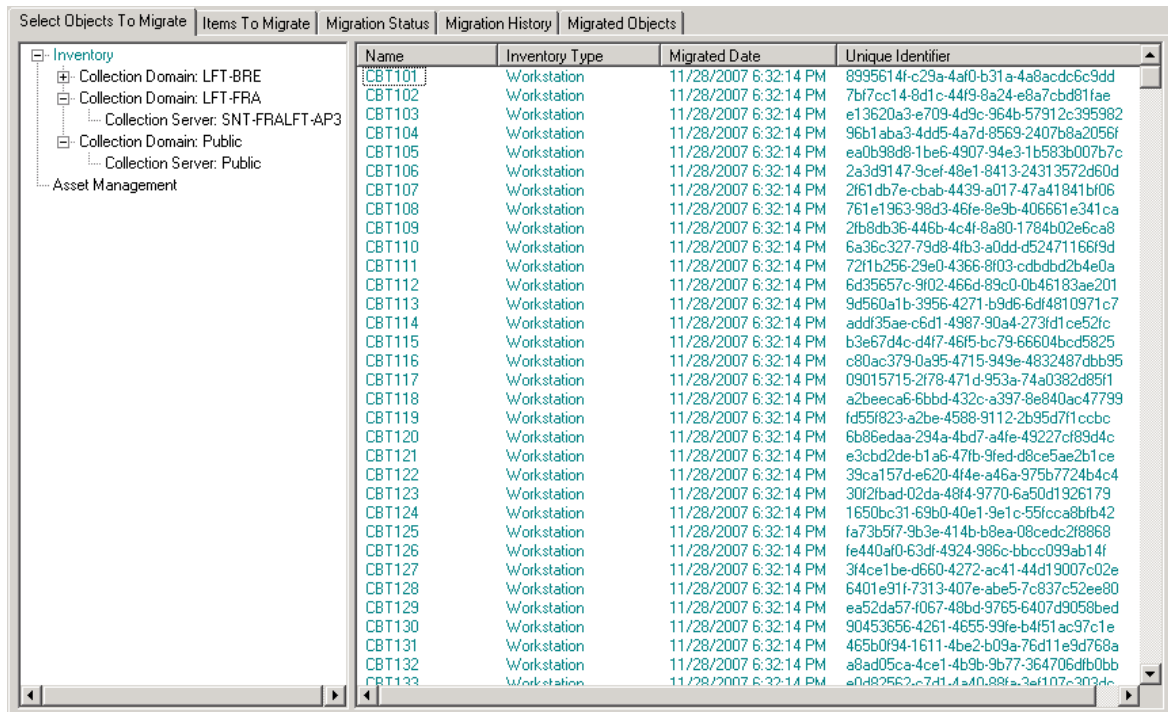 Select Objects To Migrate Items To Migrate Migration Status Migration History Migrated Objects
Inventory
Collection Domain: LFT-BRE
Collection Domain: LFT-FRA
Collection Server: SNT-FRALFT-AP3
Collection Domain: Public
Collection Server: Public
Asset Management
Name Inventory Type Migrated Date Unique Identifier
CBT101 Workstation 11/28/2007 6:32:14 PM 8995614f-c29a-4af0-b31a-4a8acdc6c9dd
CBT102 Workstation 11/28/2007 6:32:14 PM 7bf7cc14-8d1c-44f9-8a24-e8a7cbd81fae
CBT103 Workstation 11/28/2007 6:32:14 PM e13620a3-e709-4d9c-964b-57912c395982
CBT104 Workstation 11/28/2007 6:32:14 PM 96b1aba3-4dd5-4a7d-8569-2407b8a2056f
CBT105 Workstation 11/28/2007 6:32:14 PM ea0b98d8-1be6-4907-94e3-1b583b007b7c
CBT106 Workstation 11/28/2007 6:32:14 PM 2a3d9147-9cef-48e1-8413-24313572d60d
CBT107 Workstation 11/28/2007 6:32:14 PM 2f61db7e-cbab-4439-a017-47a41841bf06
CBT108 Workstation 11/28/2007 6:32:14 PM 761e1963-98d3-46fe-8e9b-406661e341ca
CBT109 Workstation 11/28/2007 6:32:14 PM 2fb8db36-446b-4c4f-8a80-1784b02e6ca8
CBT110 Workstation 11/28/2007 6:32:14 PM 6a36c327-79d8-4fb3-a0dd-d52471166f9d
CBT111 Workstation 11/28/2007 6:32:14 PM 72f1b256-29e0-4366-8f03-cdbdbd2b4e0a
CBT112 Workstation 11/28/2007 6:32:14 PM 6d35657c-9f02-466d-89c0-0b46183ae201
CBT113 Workstation 11/28/2007 6:32:14 PM 9d560a1b-3956-4271-b9d6-6df4810971c7
CBT114 Workstation 11/28/2007 6:32:14 PM addf35ae-c6d1-4987-90a4-273fd1ce52fc
CBT115 Workstation 11/28/2007 6:32:14 PM b3e67d4c-d4f7-46f5-bc79-66604bcd5825
CBT116 Workstation 11/28/2007 6:32:14 PM c80ac379-0a95-4715-949e-4832487dbb95
CBT117 Workstation 11/28/2007 6:32:14 PM 09015715-2f78-471d-953a-74a0382d85f1
CBT118 Workstation 11/28/2007 6:32:14 PM a2beeca6-6bbd-432c-a397-8e840ac47799
CBT119 Workstation 11/28/2007 6:32:14 PM fd55f823-a2be-4588-9112-2b95d7f1ccbc
CBT120 Workstation 11/28/2007 6:32:14 PM 6b86edaa-294a-4bd7-a4fe-49227cf89d4c
CBT121 Workstation 11/28/2007 6:32:14 PM e3cbd2de-b1a6-47fb-9fed-d8ce5ae2b1ce
CBT122 Workstation 11/28/2007 6:32:14 PM 39ca157d-e620-4f4e-a46a-975b7724b4c4
CBT123 Workstation 11/28/2007 6:32:14 PM 30f2fbad-02da-48f4-9770-6a50d1926179
CBT124 Workstation 11/28/2007 6:32:14 PM 1650bc31-69b0-40e1-9e1c-55fcca8bfb42
CBT125 Workstation 11/28/2007 6:32:14 PM fa73b5f7-9b3e-414b-b8ea-08cedc2f8868
CBT126 Workstation 11/28/2007 6:32:14 PM fe440af0-63df-4924-986c-bbcc099ab14f
CBT127 Workstation 11/28/2007 6:32:14 PM 3f4ce1be-d660-4272-ac41-44d19007c02e
CBT128 Workstation 11/28/2007 6:32:14 PM 6401e91f-7313-407e-abe5-7c837c52ee80
CBT129 Workstation 11/28/2007 6:32:14 PM ea52da57-f067-48bd-9765-6407d9058bed
CBT130 Workstation 11/28/2007 6:32:14 PM 90453656-4261-4655-99fe-b4f51ac97c1e
CBT131 Workstation 11/28/2007 6:32:14 PM 465b0f94-1611-4be2-b09a-76d11e9d768a
CBT132 Workstation 11/28/2007 6:32:14 PM a8ad05ca-4ce1-4b9b-9b77-364706dfb0bb
CBT133 Workstation 11/28/2007 6:32:14 PM e0d82562-c7d1-4a40-88fa-3ef107c303dc